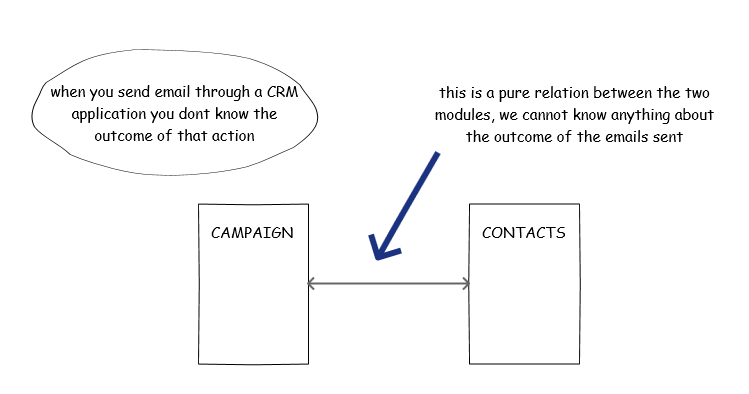 when you send email through a CRM
application you dont know the
outcome of that action
this is a pure relation between the two
modules, we cannot know anything about
the outcome of the emails sent
CAMPAIGN
CONTACTS